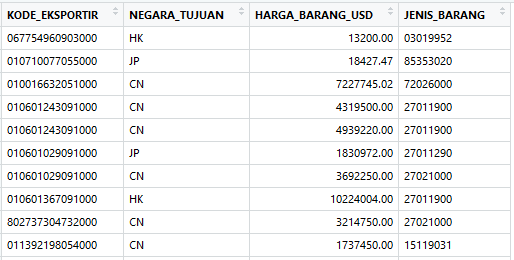 KODE_EKSPORTIR NEGARA_TUJUAN HARGA_BARANG_USD JENIS_BARANG
067754960903000 HK 13200.00 03019952
010710077055000 JP 18427.47 85353020
010016632051000 CN 7227745.02 72026000
010601243091000 CN 4319500.00 27011900
010601243091000 CN 4939220.00 27011900
010601029091000 JP 1830972.00 27011290
010601029091000 CN 3692250.00 27021000
010601367091000 HK 10224004.00 27011900
802737304732000 CN 3214750.00 27021000
011392198054000 CN 1737450.00 15119031